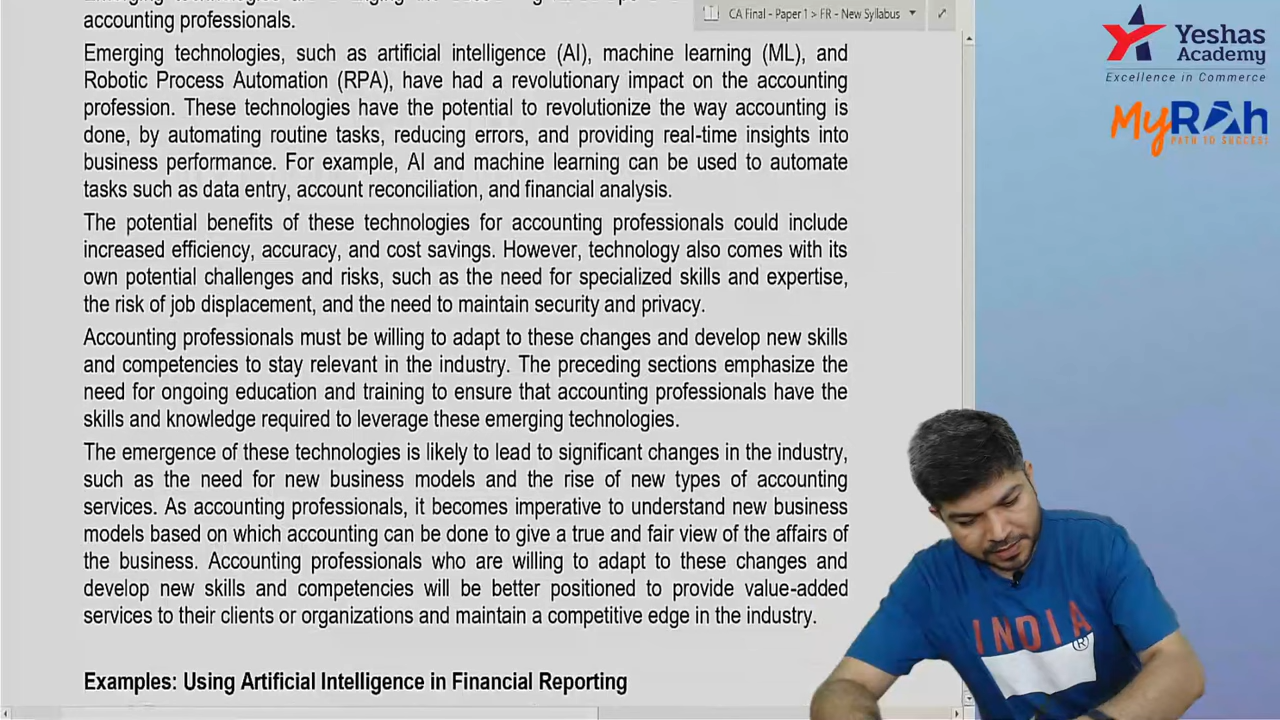 accounting professionals.
CA Final - Paper 1 > FR - New Syllabus
Emerging technologies, such as artificial intelligence (AI), machine learning (ML), and
Robotic Process Automation (RPA), have had a revolutionary impact on the accounting
profession. These technologies have the potential to revolutionize the way accounting is
done, by automating routine tasks, reducing errors, and providing real-time insights into
business performance. For example, AI and machine learning can be used to automate
tasks such as data entry, account reconciliation, and financial analysis.
The potential benefits of these technologies for accounting professionals could include
increased efficiency, accuracy, and cost savings. However, technology also comes with its
own potential challenges and risks, such as the need for specialized skills and expertise,
the risk of job displacement, and the need to maintain security and privacy.
Accounting professionals must be willing to adapt to these changes and develop new skills
and competencies to stay relevant in the industry. The preceding sections emphasize the
need for ongoing education and training to ensure that accounting professionals have the
skills and knowledge required to leverage these emerging technologies.
The emergence of these technologies is likely to lead to significant changes in the industry,
such as the need for new business models and the rise of new types of accounting
services. As accounting professionals, it becomes imperative to understand new business
models based on which accounting can be done to give a true and fair view of the affairs of
the business. Accounting professionals who are willing to adapt to these changes and
develop new skills and competencies will be better positioned to provide value-added
services to their clients or organizations and maintain a competitive edge in the industry.
Examples: Using Artificial Intelligence in Financial Reporting
Yeshas
Academy
Excellence in Commerce
MyRAh
PATH TO SUCCESS
INDIA
®